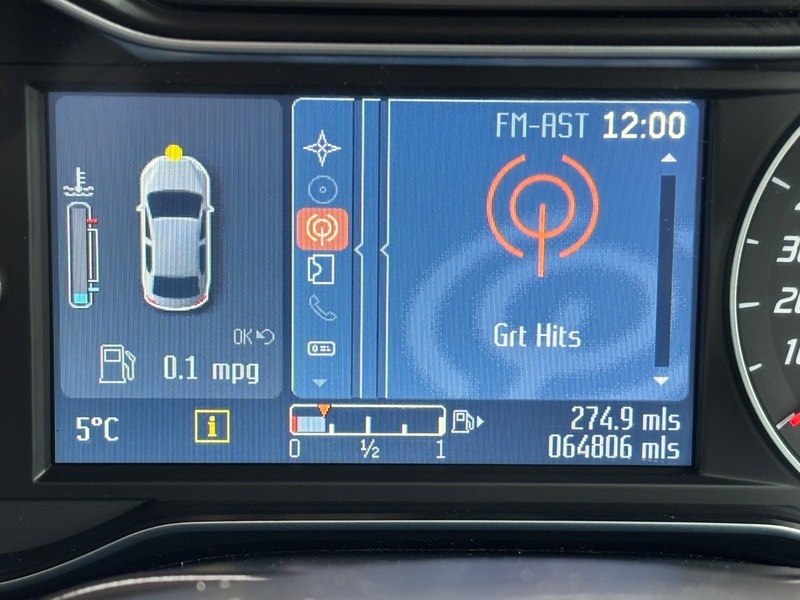 FM-AST 12:00
Grt Hits
OK
0.1 mpg
5°C
i
0 ½ 1
274.9 mls
064806 mls